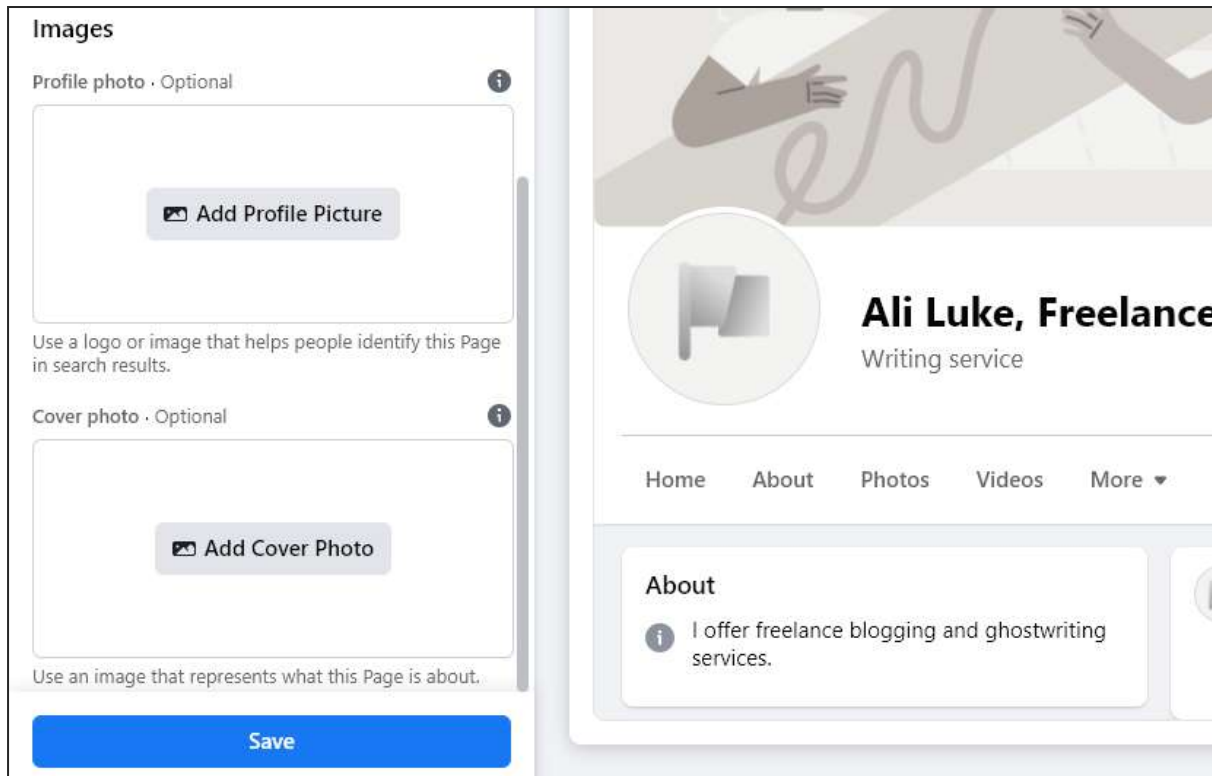 Images
Profile photo · Optional
Add Profile Picture
Use a logo or image that helps people identify this Page
in search results.
Cover photo · Optional
Add Cover Photo
Use an image that represents what this Page is about.
Save
Ali Luke, Freelance
Writing service
Home About Photos Videos More
About
I offer freelance blogging and ghostwriting
services.